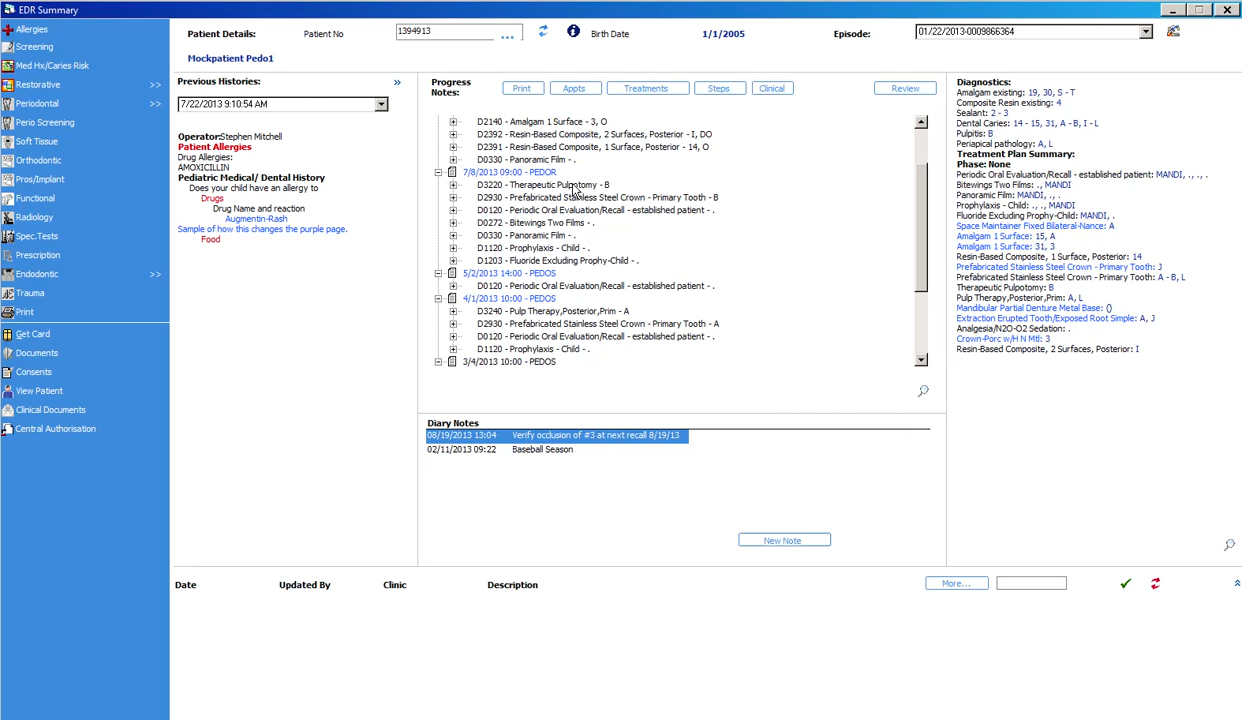 EDR Summary
Allergies
Screening
Med Hx/Caries Risk
Restorative >>
Periodontal >>
Perio Screening
Soft Tissue
Orthodontic
Pros/Implant
Functional
Radiology
Spec.Tests
Prescription
Endodontic >>
Trauma
Print
Get Card
Documents
Consents
View Patient
Clinical Documents
Central Authorisation
Patient Details: Patient No 1394913 ... Birth Date 1/1/2005 Episode: 01/22/2013-0009866364
Mockpatient Pedo1
Previous Histories: »
7/22/2013 9:10:54 AM
Operator:Stephen Mitchell
Patient Allergies
Drug Allergies:
AMOXICILLIN
Pediatric Medical/ Dental History
Does your child have an allergy to
Drugs
Drug Name and reaction
Augmentin-Rash
Sample of how this changes the purple page.
Food
Progress Notes: Print Appts Treatments Steps Clinical Review
D2140 - Amalgam 1 Surface - 3, O
D2392 - Resin-Based Composite, 2 Surfaces, Posterior - I, DO
D2391 - Resin-Based Composite, 1 Surface, Posterior - 14, O
D0330 - Panoramic Film - .
7/8/2013 09:00 - PEDOR
D3220 - Therapeutic Pulpotomy - B
D2930 - Prefabricated Stainless Steel Crown - Primary Tooth - B
D0120 - Periodic Oral Evaluation/Recall - established patient - .
D0272 - Bitewings Two Films - .
D0330 - Panoramic Film - .
D1120 - Prophylaxis - Child - .
D1203 - Fluoride Excluding Prophy-Child - .
5/2/2013 14:00 - PEDOS
D0120 - Periodic Oral Evaluation/Recall - established patient - .
4/1/2013 10:00 - PEDOS
D3240 - Pulp Therapy,Posterior,Prim - A
D2930 - Prefabricated Stainless Steel Crown - Primary Tooth - A
D0120 - Periodic Oral Evaluation/Recall - established patient - .
D1120 - Prophylaxis - Child - .
3/4/2013 10:00 - PEDOS
Diary Notes
08/19/2013 13:04 Verify occlusion of #3 at next recall 8/19/13
02/11/2013 09:22 Baseball Season
New Note
Diagnostics:
Amalgam existing: 19, 30, S - T
Composite Resin existing: 4
Sealant: 2 - 3
Dental Caries: 14 - 15, 31, A - B, I - L
Pulpitis: B
Periapical pathology: A, L
Treatment Plan Summary:
Phase: None
Periodic Oral Evaluation/Recall - established patient: MANDI, ., ., .
Bitewings Two Films: ., MANDI
Panoramic Film: MANDI, ., .
Prophylaxis - Child: ., ., MANDI
Fluoride Excluding Prophy-Child: MANDI, .
Space Maintainer Fixed Bilateral-Nance: A
Amalgam 1 Surface: 15, A
Amalgam 1 Surface: 31, 3
Resin-Based Composite, 1 Surface, Posterior: 14
Prefabricated Stainless Steel Crown - Primary Tooth: J
Prefabricated Stainless Steel Crown - Primary Tooth: A - B, L
Therapeutic Pulpotomy: B
Pulp Therapy,Posterior,Prim: A, L
Mandibular Partial Denture Metal Base: ()
Extraction Erupted Tooth/Exposed Root Simple: A, J
Analgesia/N2O-O2 Sedation: .
Crown-Porc w/H N Mtl: 3
Resin-Based Composite, 2 Surfaces, Posterior: I
Date Updated By Clinic Description More...